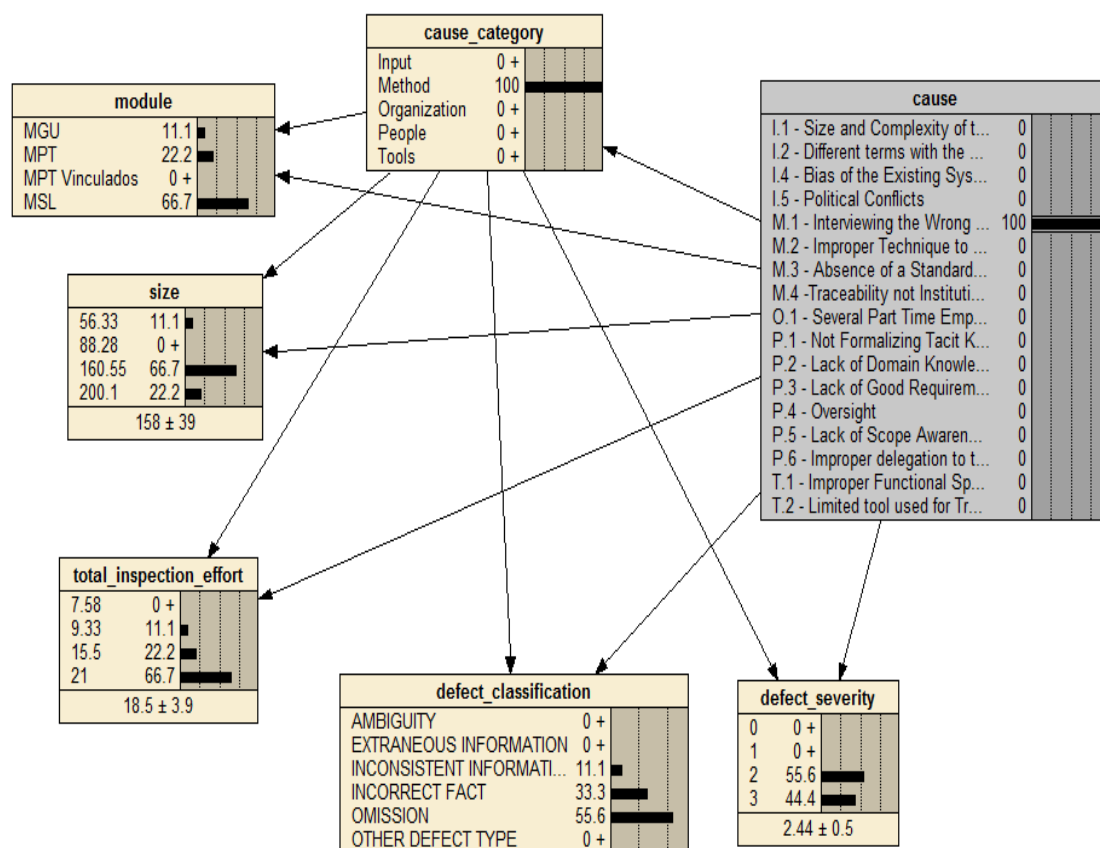 cause_category
Input 0 +
Method 100
Organization 0 +
People 0 +
Tools 0 +
module
MGU 11.1
MPT 22.2
MPT Vinculados 0 +
MSL 66.7
cause
I.1 - Size and Complexity of t... 0
I.2 - Different terms with the ... 0
I.4 - Bias of the Existing Sys... 0
I.5 - Political Conflicts 0
M.1 - Interviewing the Wrong ... 100
M.2 - Improper Technique to ... 0
M.3 - Absence of a Standard... 0
M.4 -Traceability not Instituti... 0
O.1 - Several Part Time Emp... 0
P.1 - Not Formalizing Tacit K... 0
P.2 - Lack of Domain Knowle... 0
P.3 - Lack of Good Requirem... 0
P.4 - Oversight 0
P.5 - Lack of Scope Awaren... 0
P.6 - Improper delegation to t... 0
T.1 - Improper Functional Sp... 0
T.2 - Limited tool used for Tr... 0
size
56.33 11.1
88.28 0 +
160.55 66.7
200.1 22.2
158 ± 39
total_inspection_effort
7.58 0 +
9.33 11.1
15.5 22.2
21 66.7
18.5 ± 3.9
defect_classification
AMBIGUITY 0 +
EXTRANEOUS INFORMATION 0 +
INCONSISTENT INFORMATI... 11.1
INCORRECT FACT 33.3
OMISSION 55.6
OTHER DEFECT TYPE 0 +
defect_severity
0 0 +
1 0 +
2 55.6
3 44.4
2.44 ± 0.5